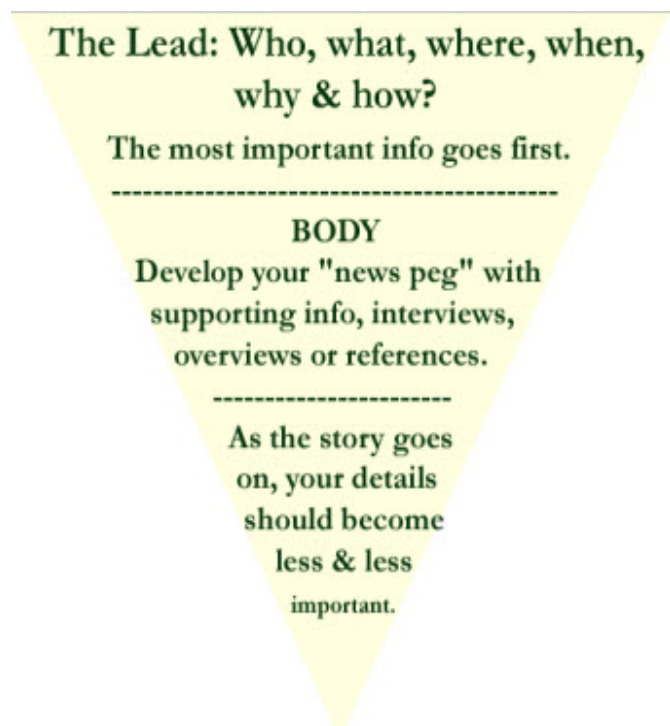 The Lead: Who, what, where, when,
why & how?
The most important info goes first.
-------------------------------------------
BODY
Develop your "news peg" with
supporting info, interviews,
overviews or references.
-----------------------
As the story goes
on, your details
should become
less & less
important.